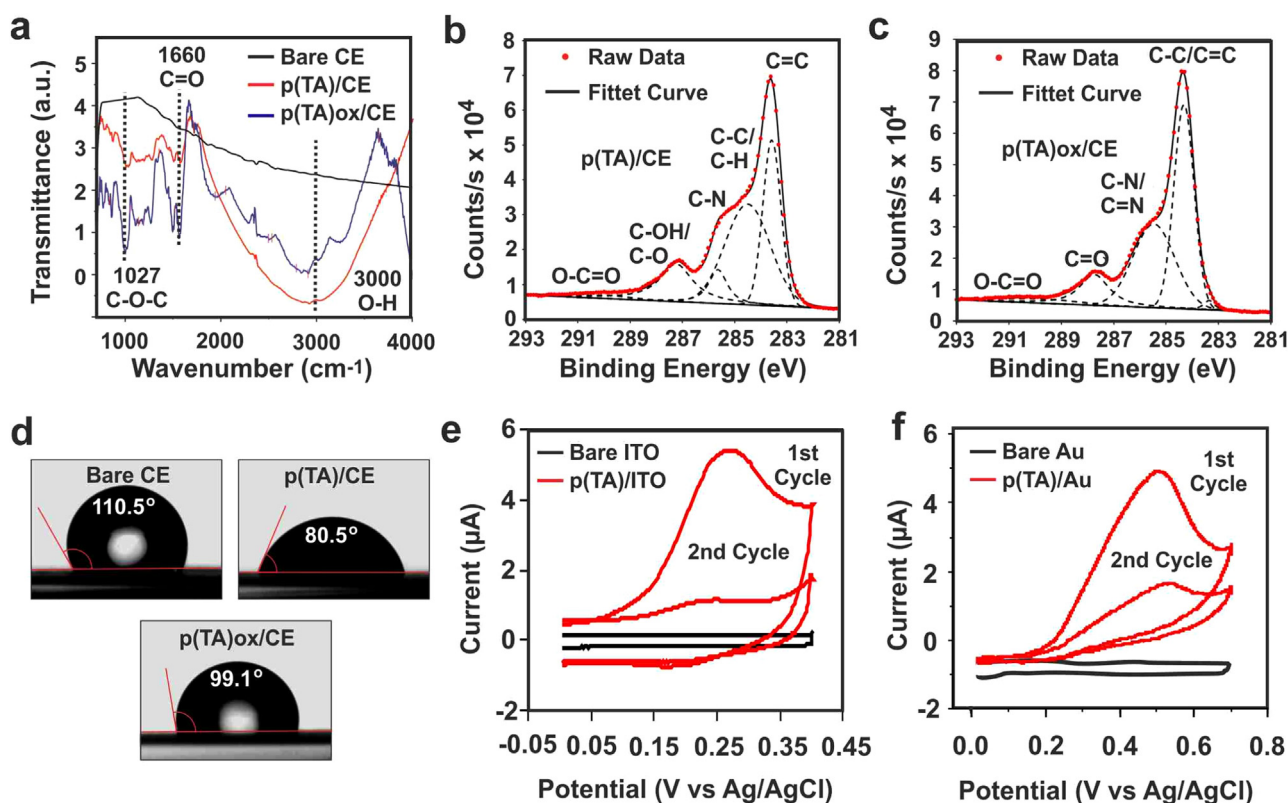 a
1660
C=O
Bare CE
p(TA)/CE
p(TA)ox/CE
Transmittance (a.u.)
5
4
3
2
1
0
1027
C-O-C
3000
O-H
1000 2000 3000 4000
Wavenumber (cm-1)
b
Raw Data
Fittet Curve
p(TA)/CE
C=C
C-C/
C-H
C-N
C-OH/
C-O
O-C=O
Counts/s x 10⁴
8
7
6
5
4
3
2
1
0
293 291 289 287 285 283 281
Binding Energy (eV)
c
Raw Data
Fittet Curve
C-C/C=C
p(TA)ox/CE
C-N/
C=N
C=O
O-C=O
Counts/s x 10⁴
9
8
7
6
5
4
3
2
1
0
293 291 289 287 285 283 281
Binding Energy (eV)
d
Bare CE
110.5°
p(TA)/CE
80.5°
p(TA)ox/CE
99.1°
e
Bare ITO
p(TA)/ITO
1st
Cycle
2nd Cycle
Current (µA)
6
4
2
0
-2
-0.05 0.05 0.15 0.25 0.35 0.45
Potential (V vs Ag/AgCl)
f
Bare Au
p(TA)/Au
1st
Cycle
2nd Cycle
Current (µA)
6
4
2
0
-2
0.0 0.2 0.4 0.6 0.8
Potential (V vs Ag/AgCl)